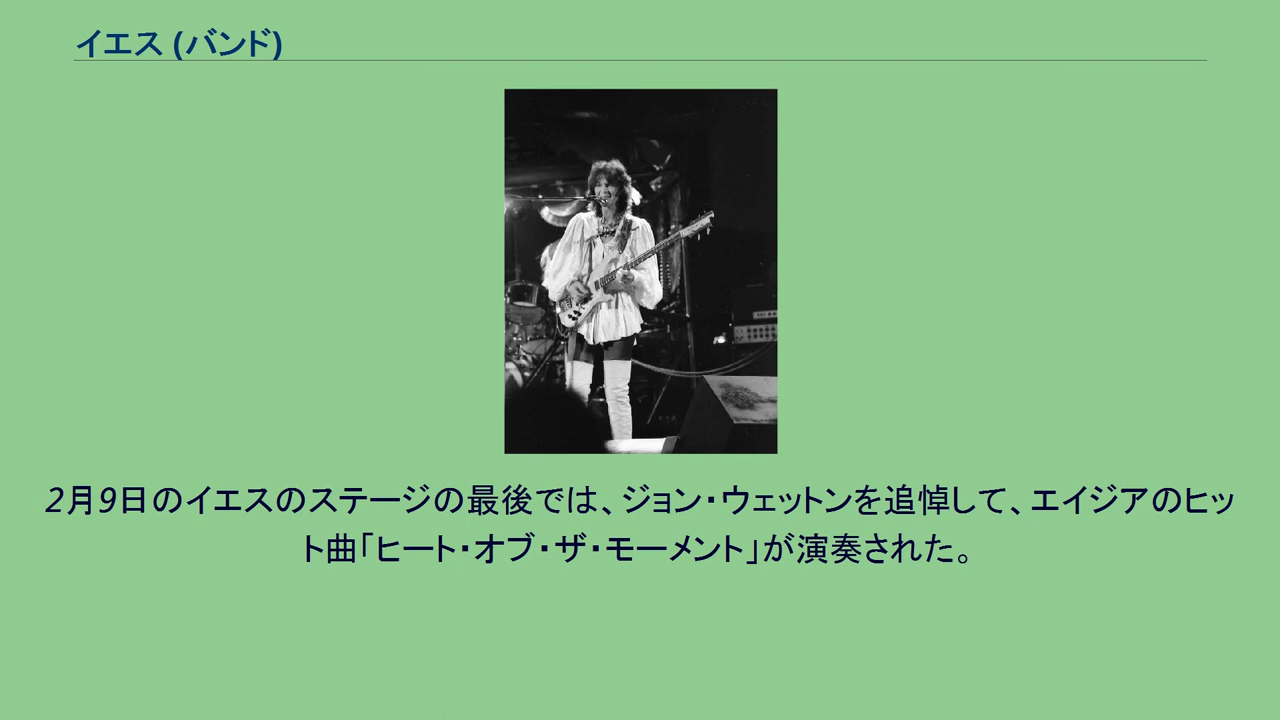 イエス (バンド)
2月9日のイエスのステージの最後では、ジョン・ウェットンを追悼して、エイジアのヒッ
ト曲「ヒート・オブ・ザ・モーメント」が演奏された。